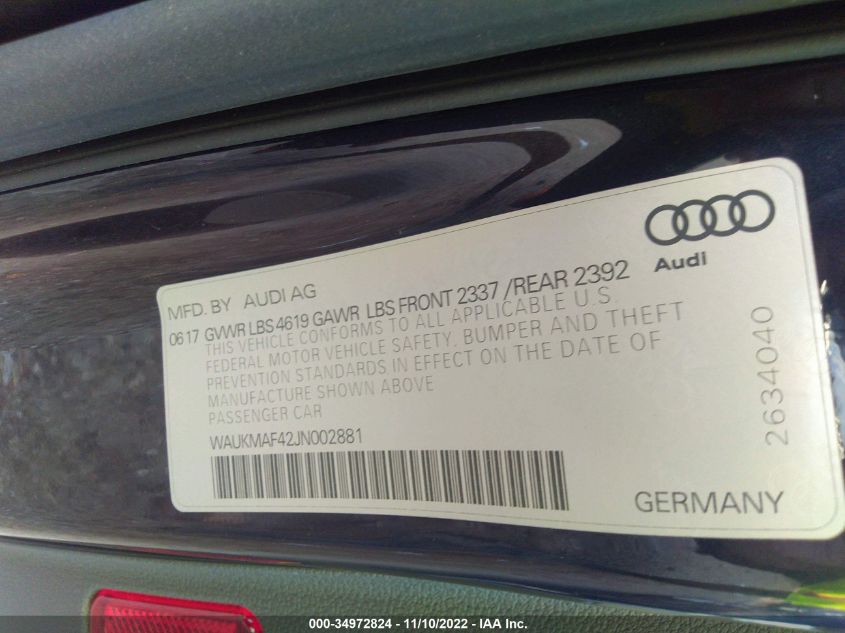 Audi
MFD. BY AUDI AG
0617 GVWR LBS 4619 GAWR LBS FRONT 2337 /REAR 2392
THIS VEHICLE CONFORMS TO ALL APPLICABLE U.S.
FEDERAL MOTOR VEHICLE SAFETY, BUMPER AND THEFT
PREVENTION STANDARDS IN EFFECT ON THE DATE OF
MANUFACTURE SHOWN ABOVE
PASSENGER CAR
WAUKMAF42JN002881
2634040
GERMANY
000-34972824 - 11/10/2022 - IAA Inc.